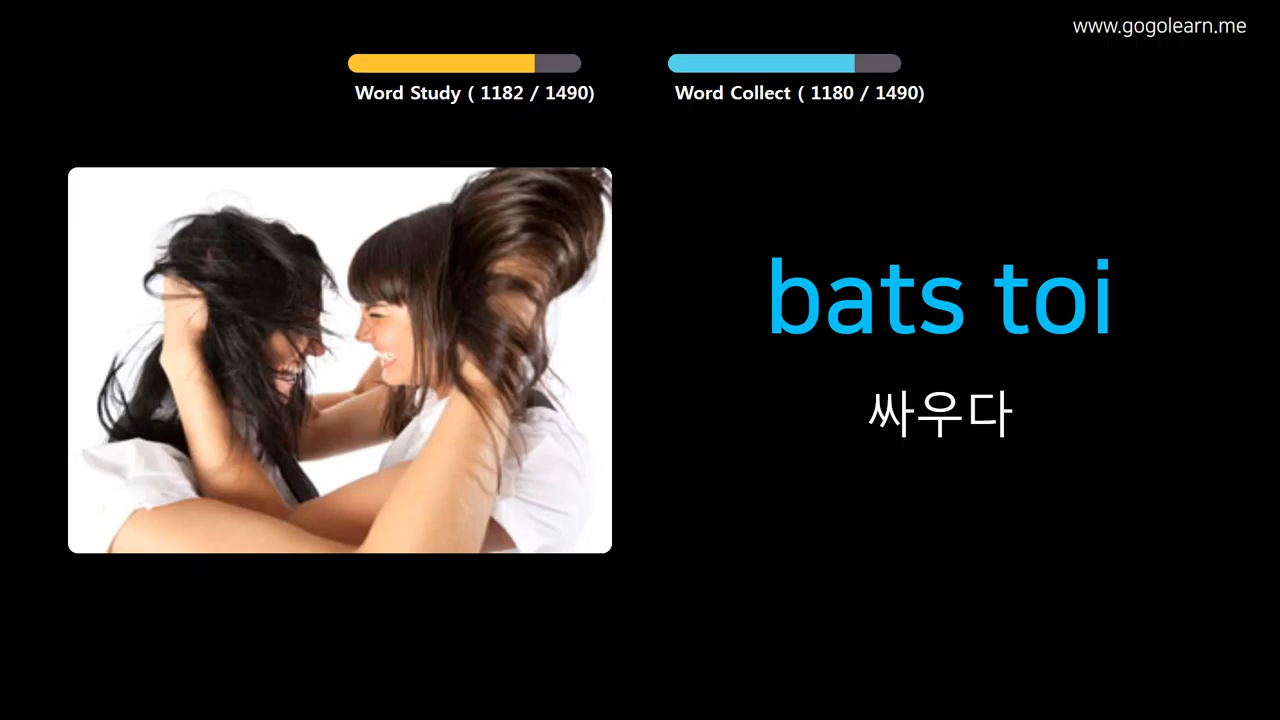 www.gogolearn.me
Word Study ( 1182 / 1490)
Word Collect ( 1180 / 1490)
bats toi
싸우다